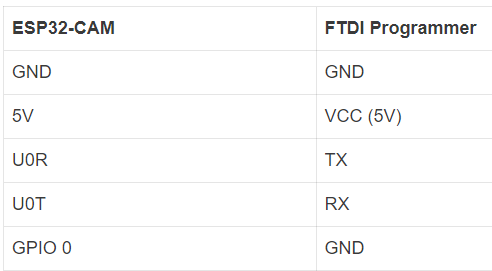 ESP32-CAM FTDI Programmer
GND GND
5V VCC (5V)
U0R TX
U0T RX
GPIO 0 GND